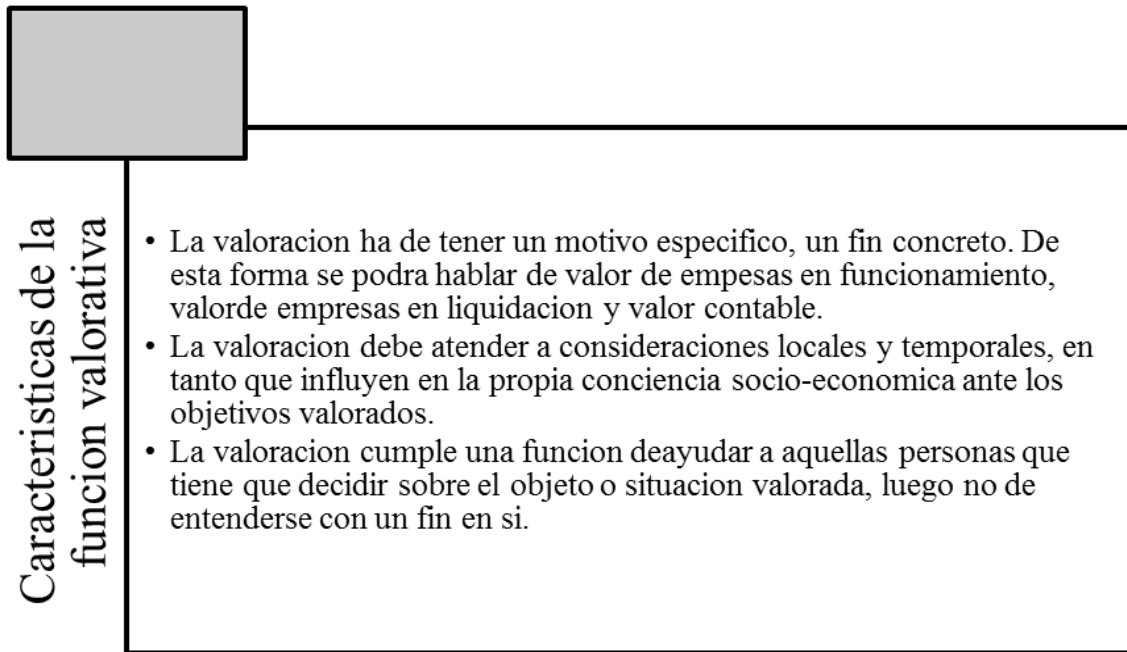 Caracteristicas de la
funcion valorativa
• La valoracion ha de tener un motivo especifico, un fin concreto. De
esta forma se podra hablar de valor de empesas en funcionamiento,
valorde empresas en liquidacion y valor contable.
• La valoracion debe atender a consideraciones locales y temporales, en
tanto que influyen en la propia conciencia socio-economica ante los
objetivos valorados.
• La valoracion cumple una funcion deayudar a aquellas personas que
tiene que decidir sobre el objeto o situacion valorada, luego no de
entenderse con un fin en si.